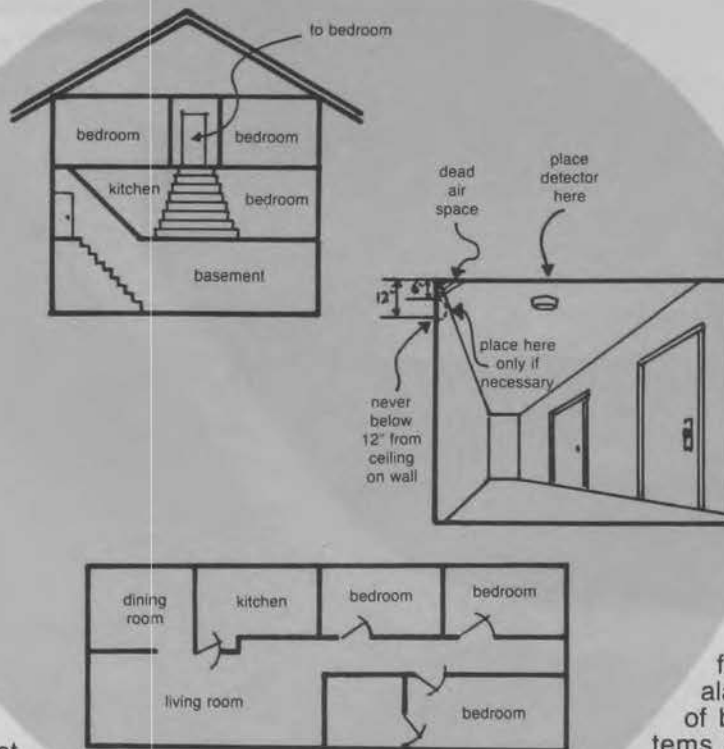 to bedroom
bedroom
bedroom
kitchen
bedroom
basement
dead
air
space
place
detector
here
12"
6"
place here
only if
necessary
never
below
12" from
ceiling
on wall
dining
room
kitchen
bedroom
bedroom
living room
bedroom